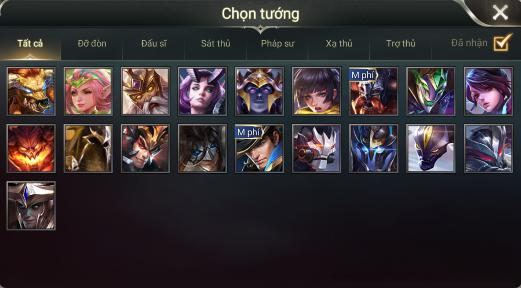 Chọn tướng
Tất cả Đỡ đòn Đấu sĩ Sát thủ Pháp sư Xạ thủ Trợ thủ Đã nhận
M phí
M phí